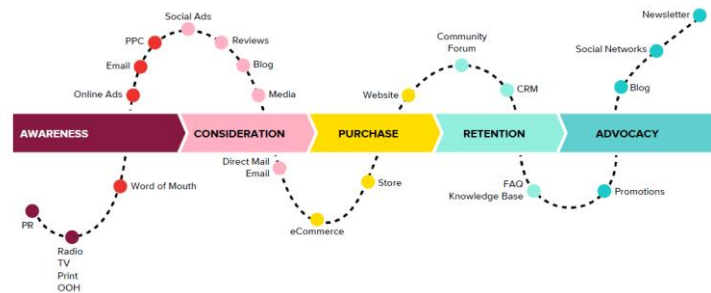 Newsletter
Social Ads
PPC
Reviews
Community
Forum
Social Networks
Email
Blog
Online Ads
Media
Website
CRM
Blog
AWARENESS
CONSIDERATION
PURCHASE
RETENTION
ADVOCACY
Direct Mail
Email
Word of Mouth
Store
FAQ
Knowledge Base
Promotions
PR
eCommerce
Radio
TV
Print
OOH